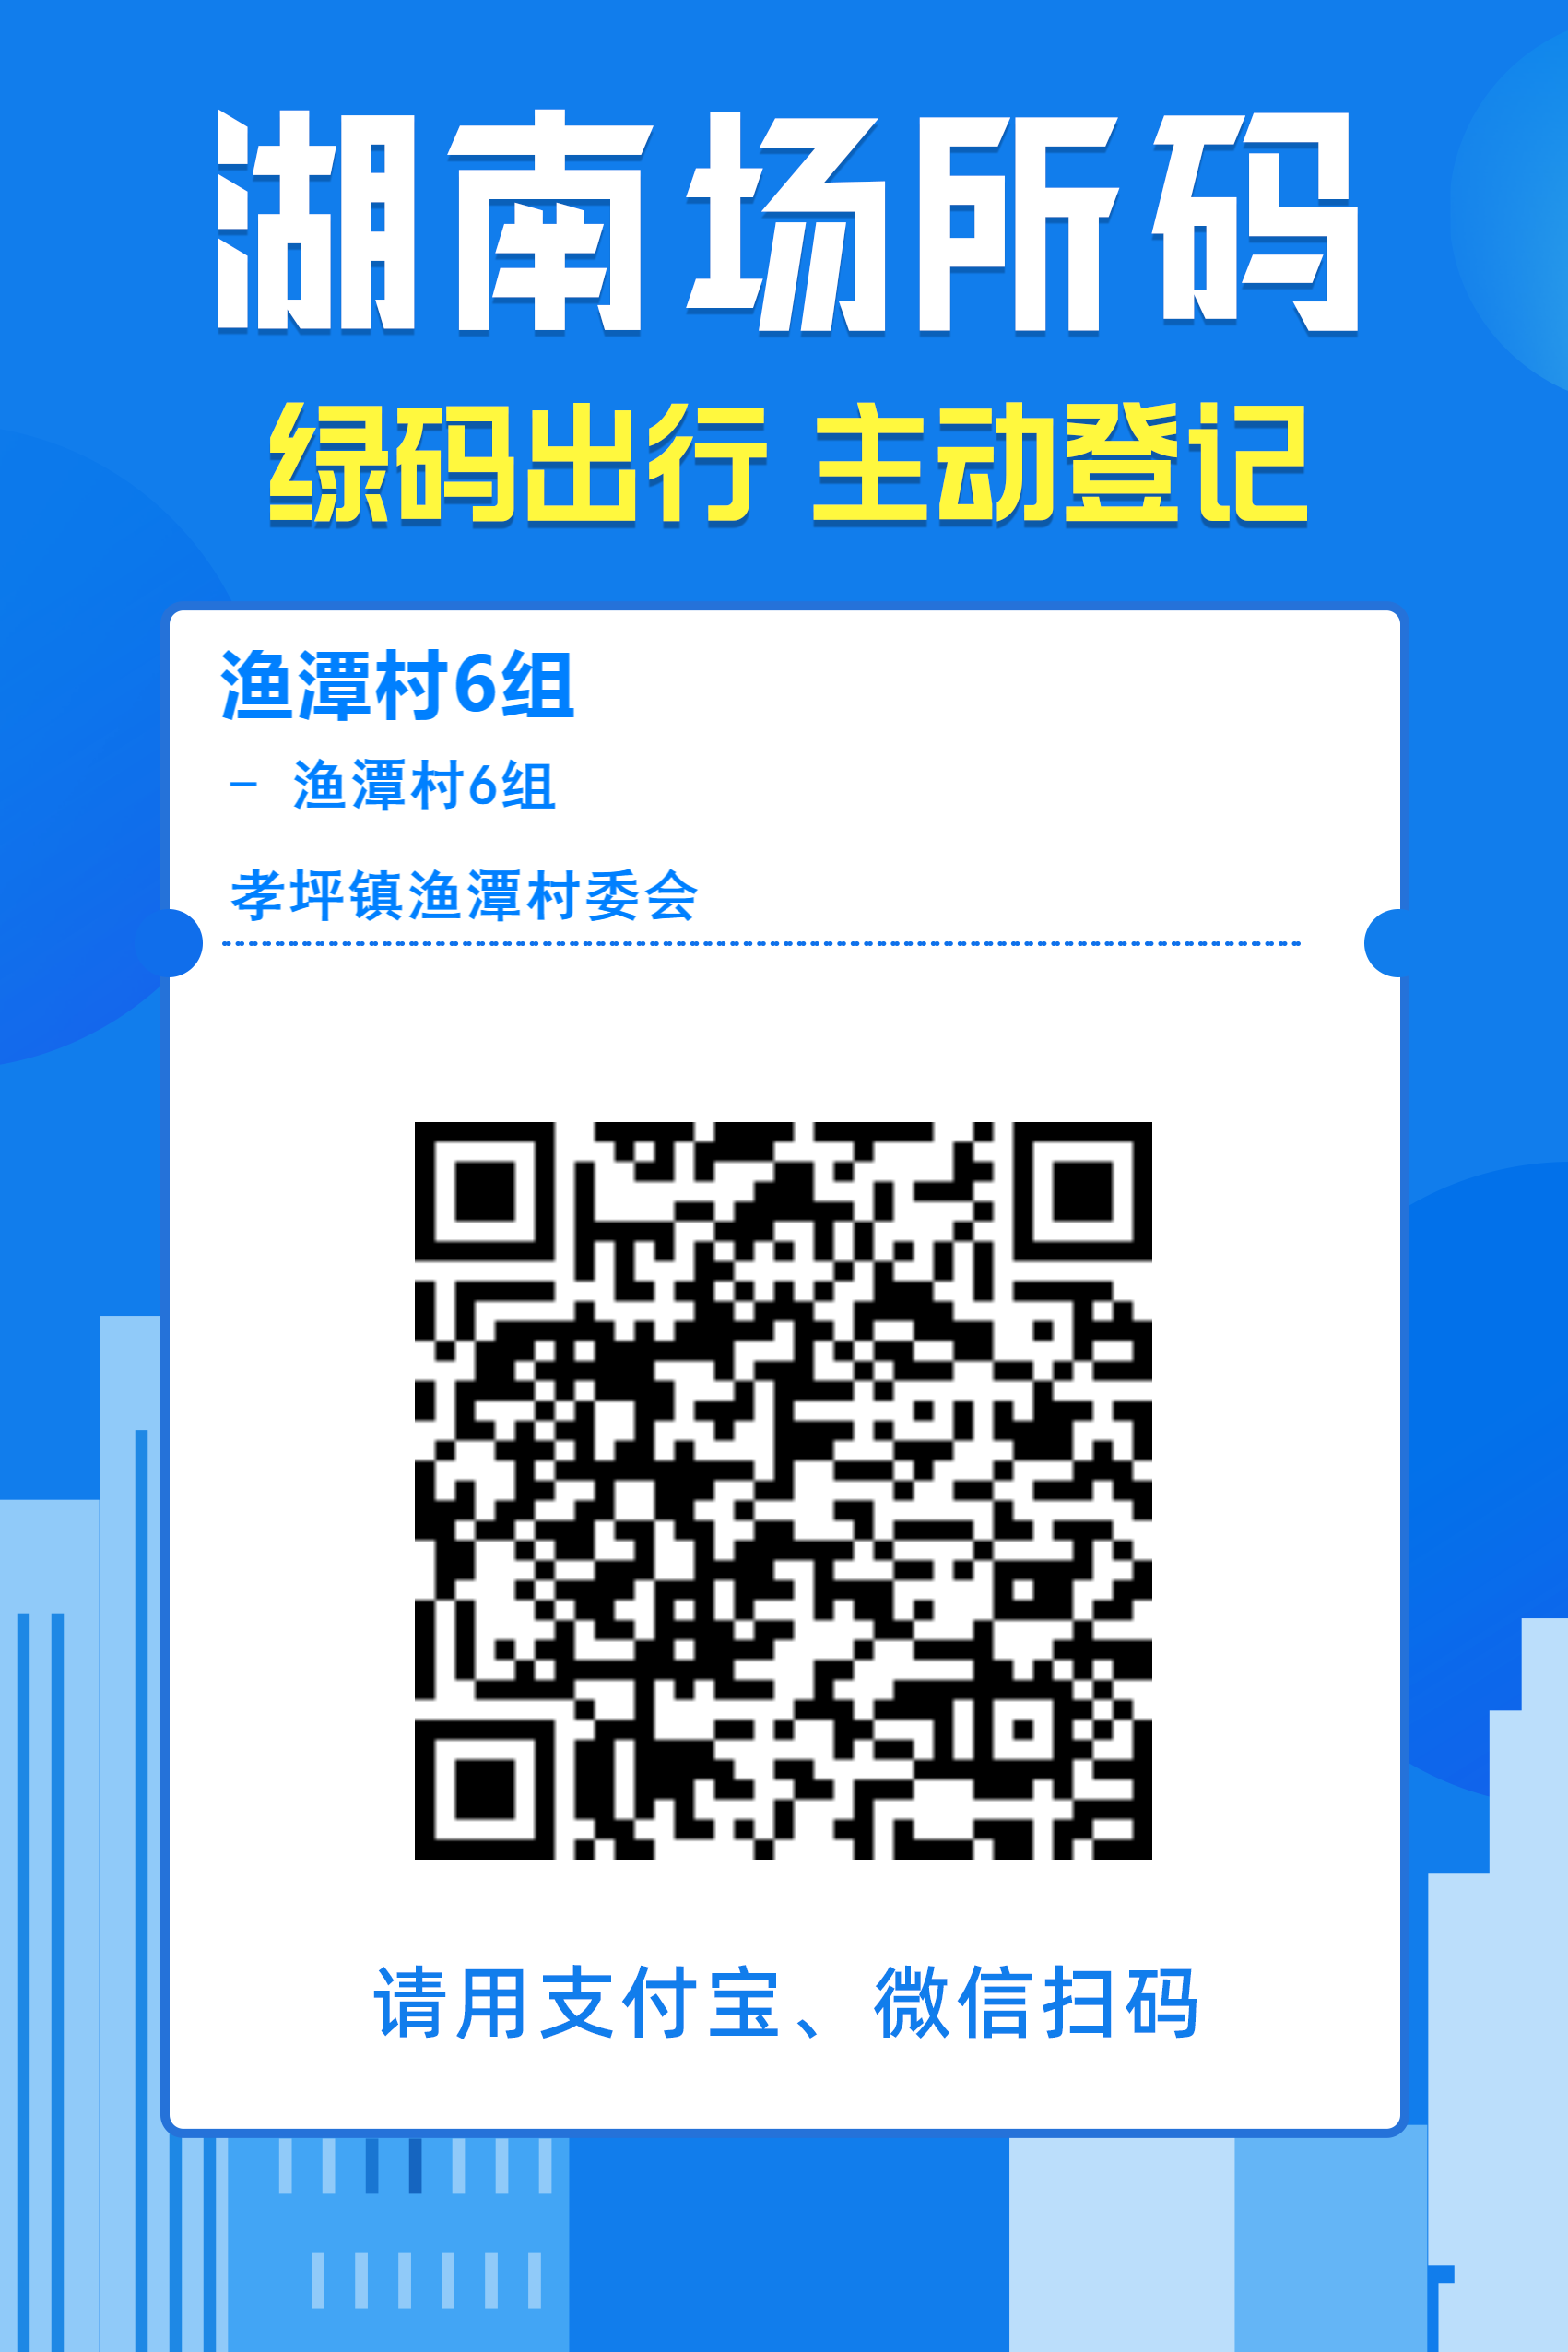 湖南场所码
绿码出行 主动登记
渔潭村6组
– 渔潭村6组
孝坪镇渔潭村委会
请用支付宝、微信扫码